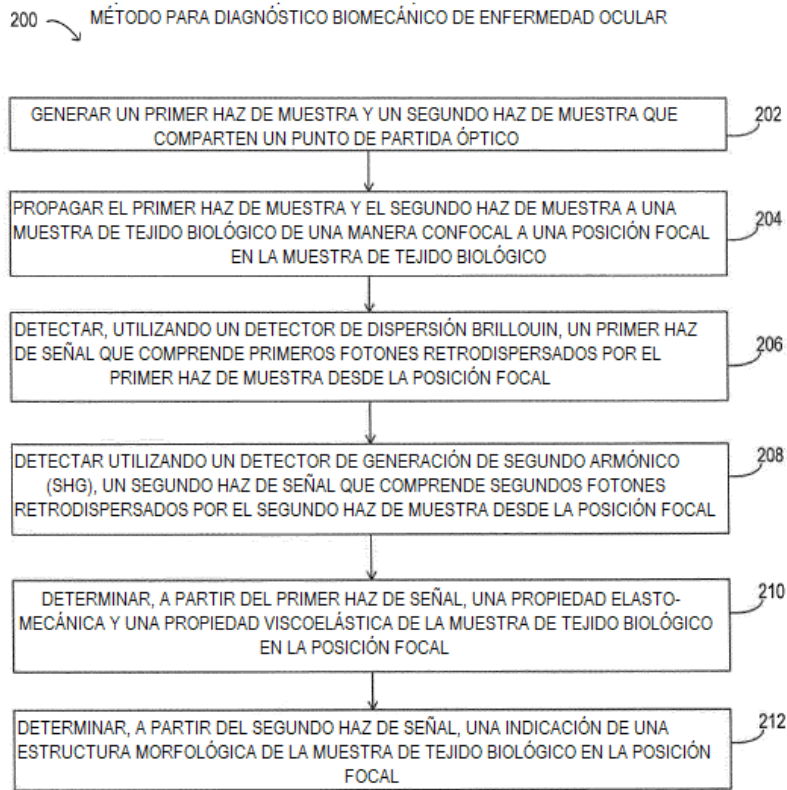 200
MÉTODO PARA DIAGNÓSTICO BIOMECÁNICO DE ENFERMEDAD OCULAR
GENERAR UN PRIMER HAZ DE MUESTRA Y UN SEGUNDO HAZ DE MUESTRA QUE
COMPARTEN UN PUNTO DE PARTIDA ÓPTICO
202
PROPAGAR EL PRIMER HAZ DE MUESTRA Y EL SEGUNDO HAZ DE MUESTRA A UNA
MUESTRA DE TEJIDO BIOLÓGICO DE UNA MANERA CONFOCAL A UNA POSICIÓN FOCAL
EN LA MUESTRA DE TEJIDO BIOLÓGICO
204
DETECTAR, UTILIZANDO UN DETECTOR DE DISPERSIÓN BRILLOUIN, UN PRIMER HAZ
DE SEÑAL QUE COMPRENDE PRIMEROS FOTONES RETRODISPERSADOS POR EL
PRIMER HAZ DE MUESTRA DESDE LA POSICIÓN FOCAL
206
DETECTAR UTILIZANDO UN DETECTOR DE GENERACIÓN DE SEGUNDO ARMÓNICO
(SHG), UN SEGUNDO HAZ DE SEÑAL QUE COMPRENDE SEGUNDOS FOTONES
RETRODISPERSADOS POR EL SEGUNDO HAZ DE MUESTRA DESDE LA POSICIÓN FOCAL
208
DETERMINAR, A PARTIR DEL PRIMER HAZ DE SEÑAL, UNA PROPIEDAD ELASTO-
MECÁNICA Y UNA PROPIEDAD VISCOELÁSTICA DE LA MUESTRA DE TEJIDO BIOLÓGICO
EN LA POSICIÓN FOCAL
210
DETERMINAR, A PARTIR DEL SEGUNDO HAZ DE SEÑAL, UNA INDICACIÓN DE UNA
ESTRUCTURA MORFOLÓGICA DE LA MUESTRA DE TEJIDO BIOLÓGICO EN LA POSICIÓN
FOCAL
212